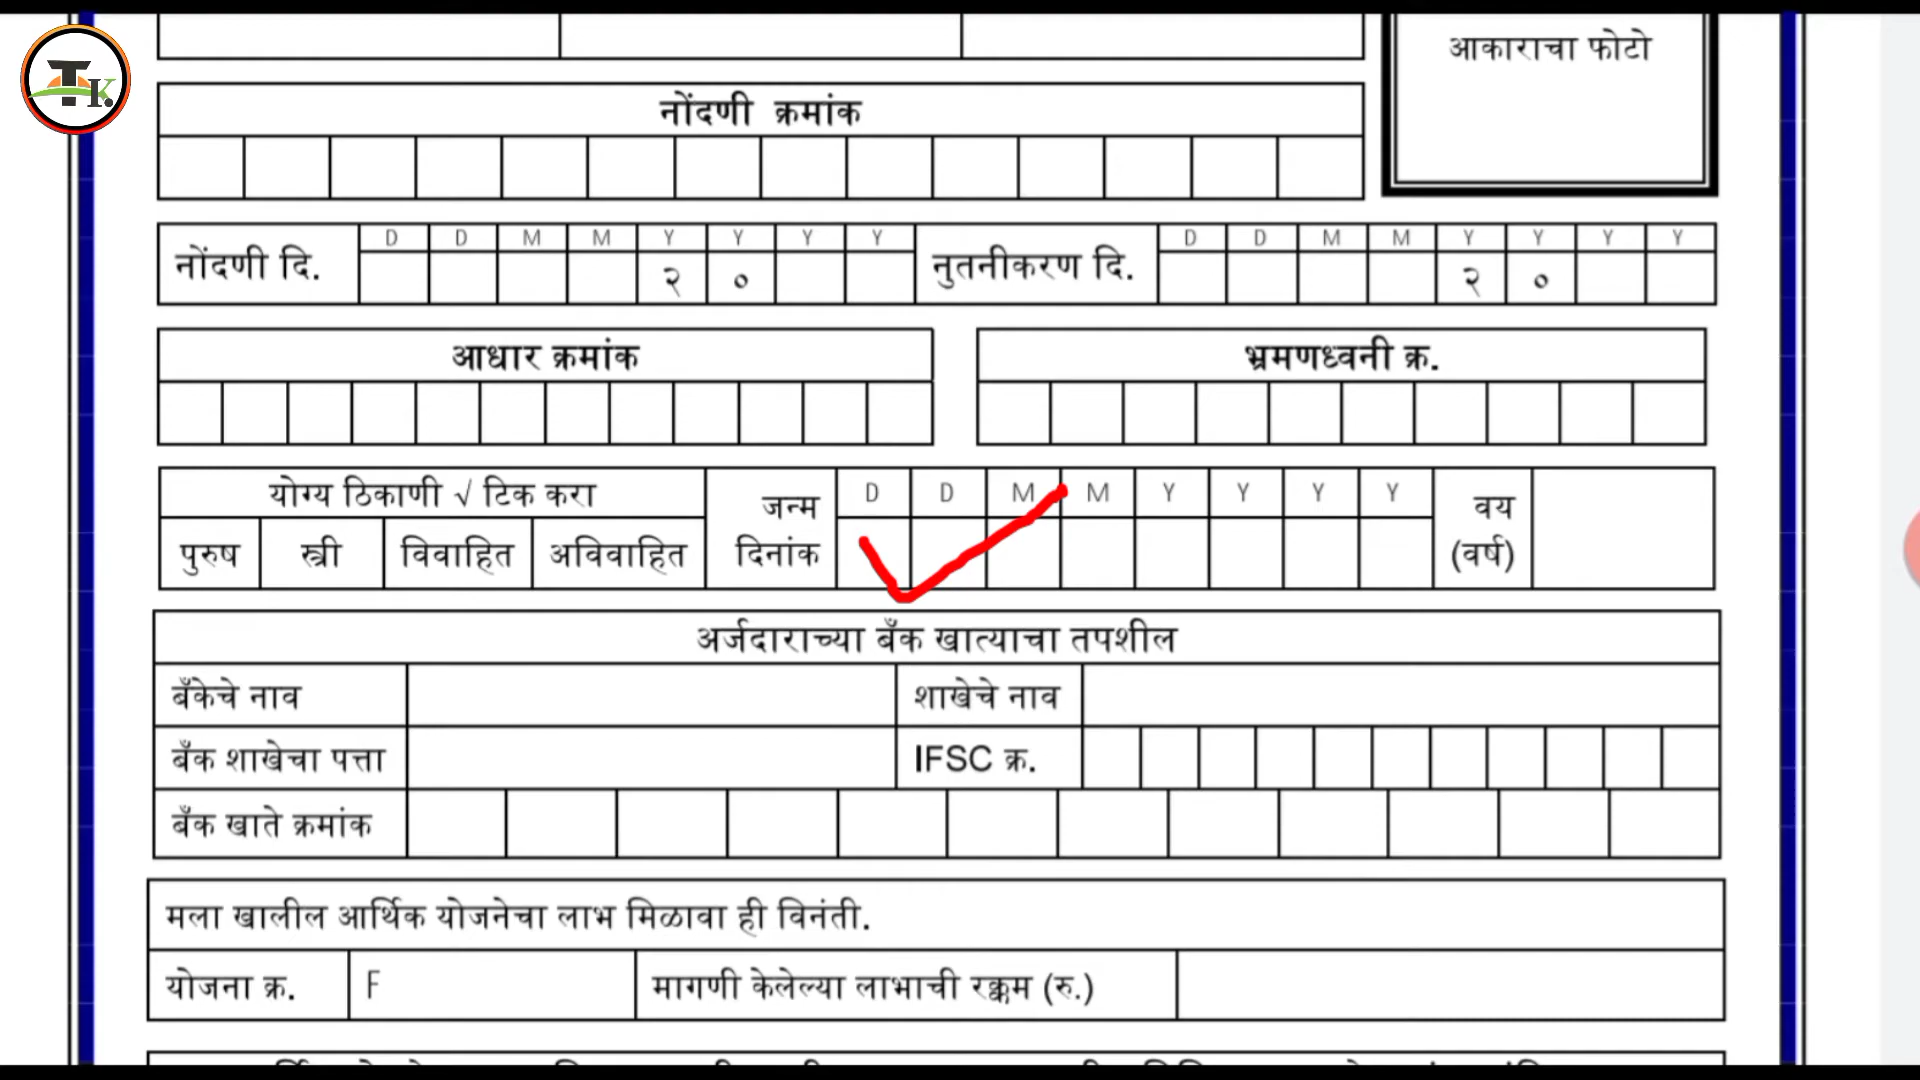 TK.
आकाराचा फोटो
नोंदणी क्रमांक
नोंदणी दि. D D M M Y Y Y Y नुतनीकरण दि. D D M M Y Y Y Y
२ ० २ ०
आधार क्रमांक भ्रमणध्वनी क्र.
योग्य ठिकाणी √ टिक करा जन्म दिनांक D D M M Y Y Y Y वय (वर्ष)
पुरुष स्त्री विवाहित अविवाहित
अर्जदाराच्या बँक खात्याचा तपशील
बँकेचे नाव शाखेचे नाव
बँक शाखेचा पत्ता IFSC क्र.
बँक खाते क्रमांक
मला खालील आर्थिक योजनेचा लाभ मिळावा ही विनंती.
योजना क्र. F मागणी केलेल्या लाभाची रक्कम (रु.)